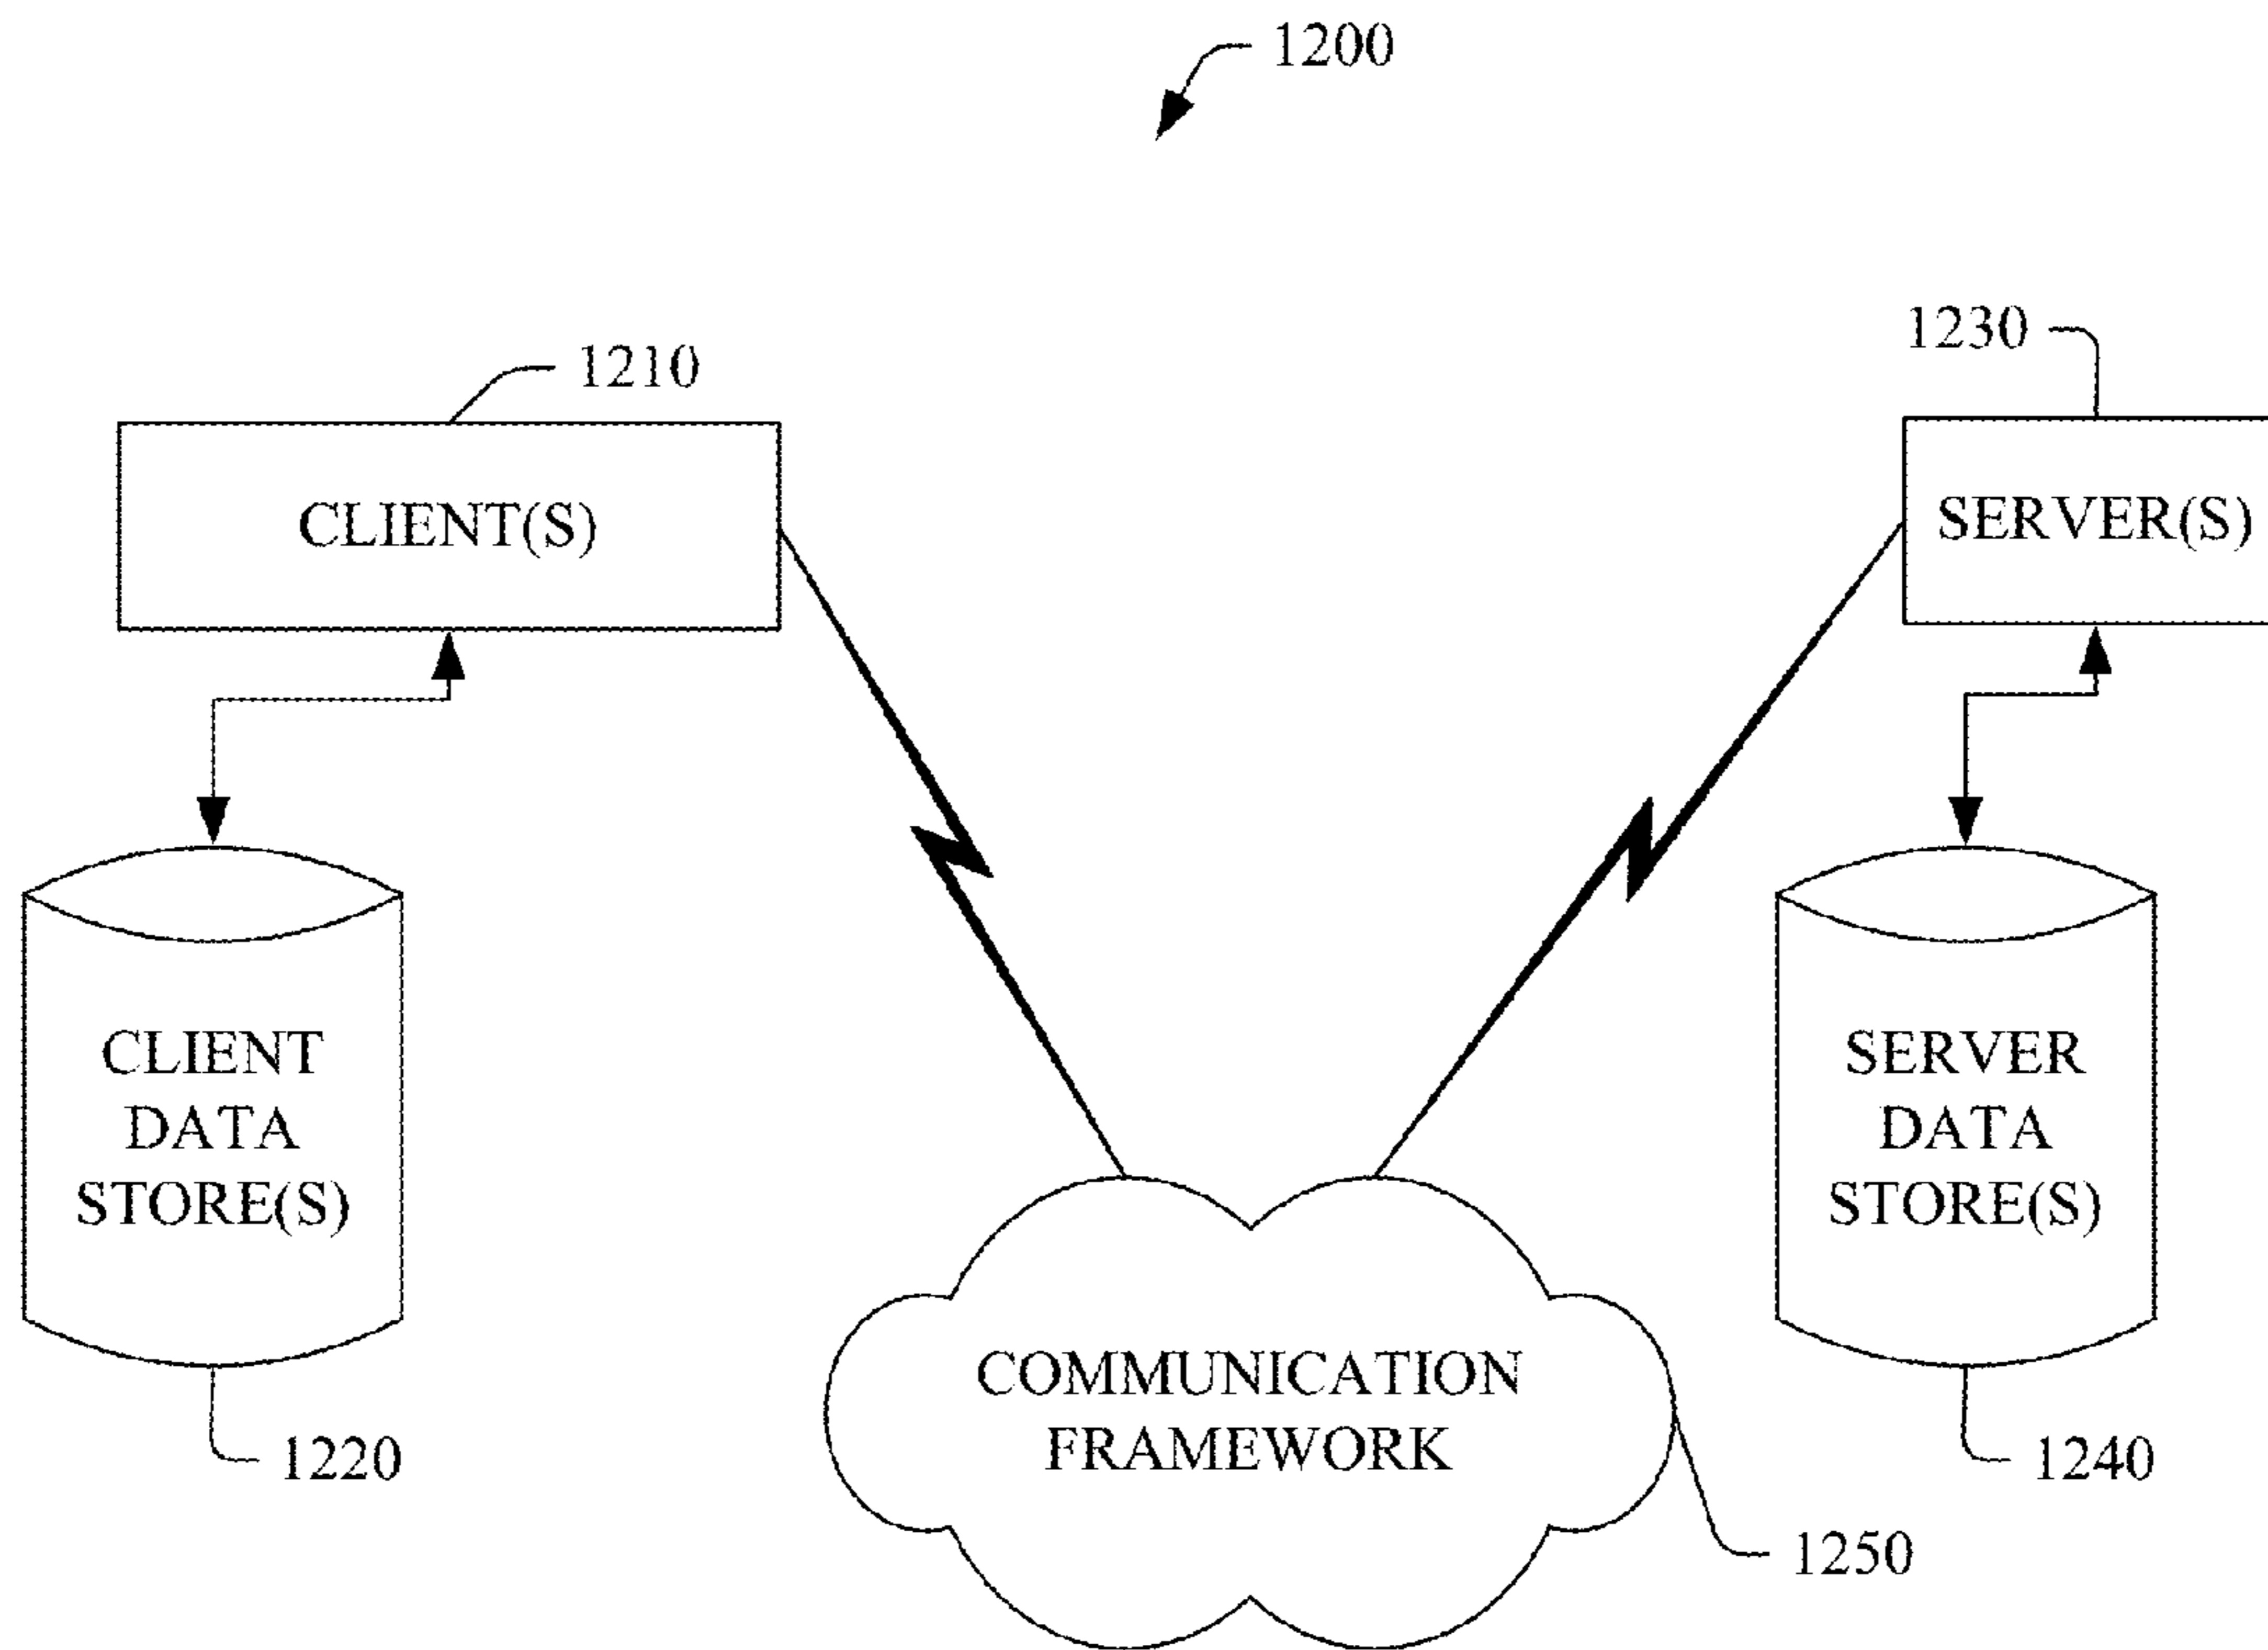 1200
1210
1230
CLIENT(S)
SERVER(S)
CLIENT
DATA
STORE(S)
SERVER
DATA
STORE(S)
COMMUNICATION
FRAMEWORK
1220
1240
1250